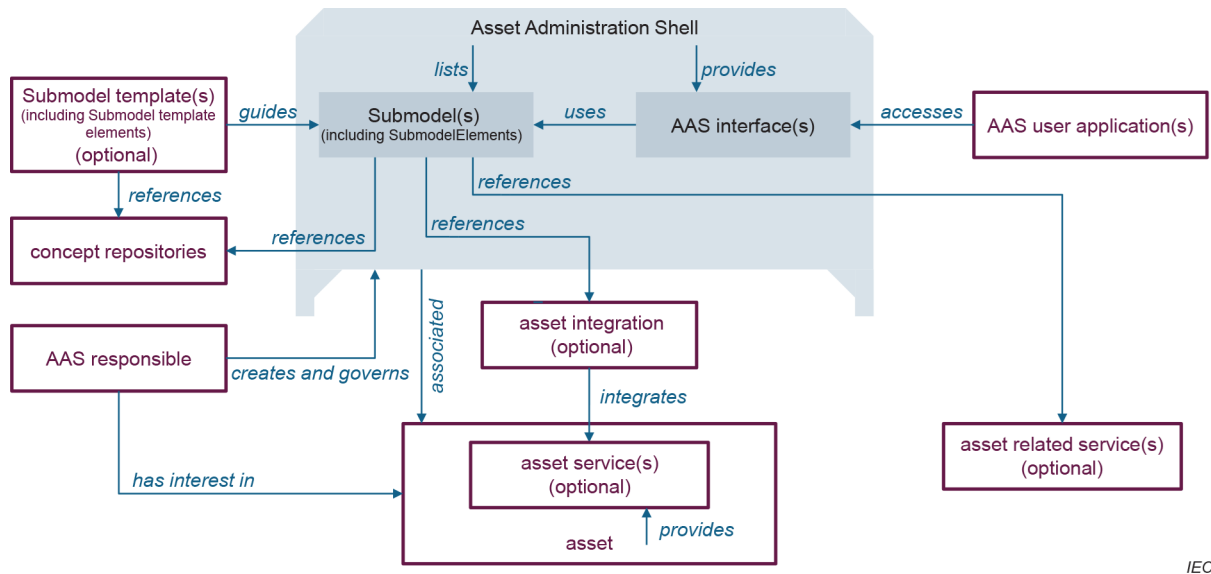 Asset Administration Shell
lists
provides
Submodel template(s)
(including Submodel template
elements)
(optional)
guides
Submodel(s)
(including SubmodelElements)
uses
AAS interface(s)
accesses
AAS user application(s)
references
references
references
references
concept repositories
asset integration
(optional)
associated
AAS responsible
creates and governs
integrates
asset service(s)
(optional)
asset related service(s)
(optional)
has interest in
provides
asset
IEC